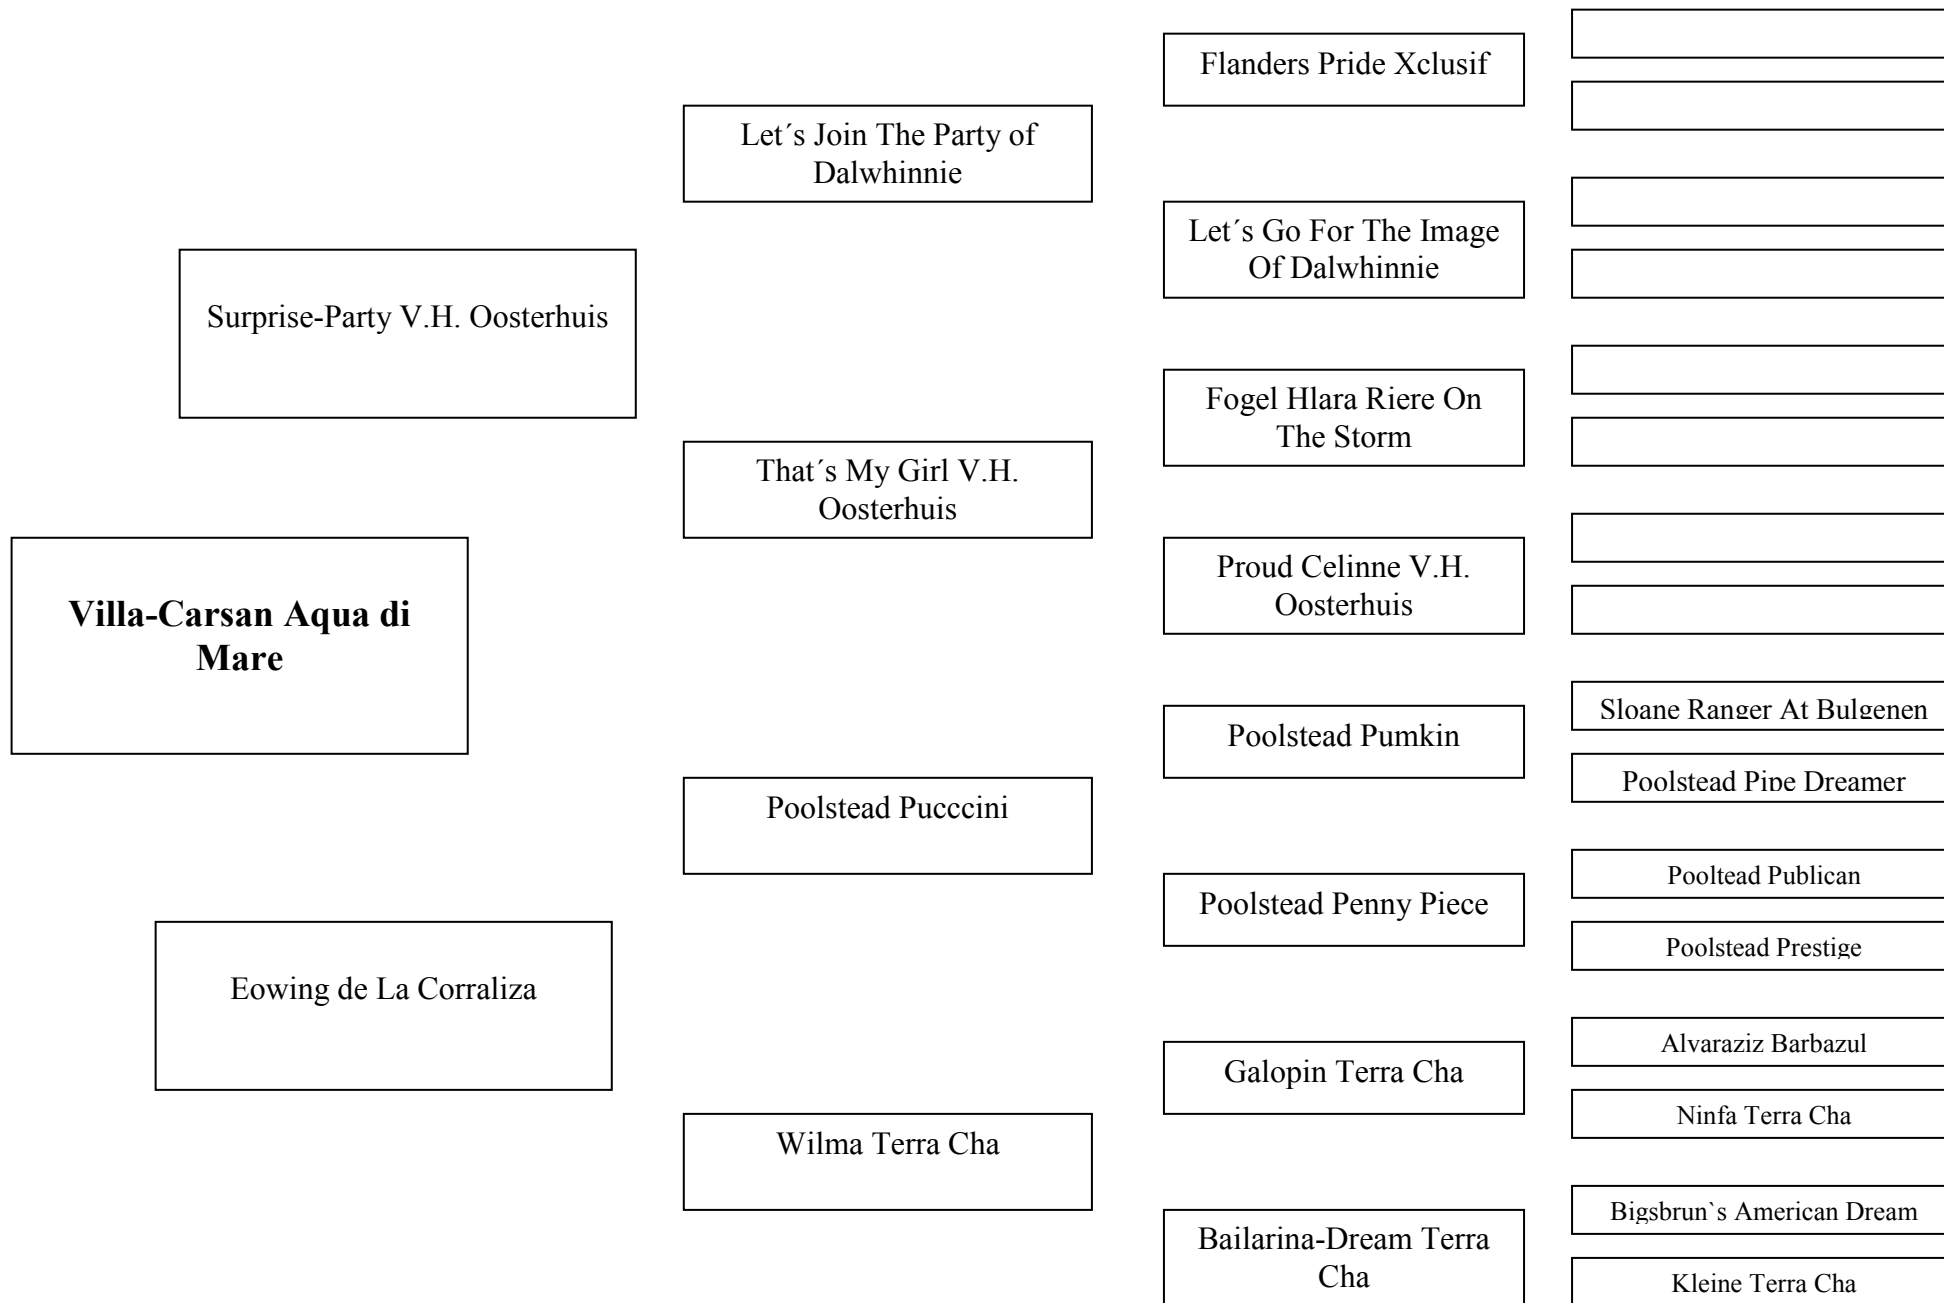 Flanders Pride Xclusif
Let´s Join The Party of
Dalwhinnie
Let´s Go For The Image
Of Dalwhinnie
Surprise-Party V.H. Oosterhuis
Fogel Hlara Riere On
The Storm
That´s My Girl V.H.
Oosterhuis
Proud Celinne V.H.
Oosterhuis
Villa-Carsan Aqua di
Mare
Sloane Ranger At Bulgenen
Poolstead Pumkin
Poolstead Pipe Dreamer
Poolstead Pucccini
Pooltead Publican
Poolstead Penny Piece
Poolstead Prestige
Eowing de La Corraliza
Alvaraziz Barbazul
Galopin Terra Cha
Ninfa Terra Cha
Wilma Terra Cha
Bigsbrun`s American Dream
Bailarina-Dream Terra
Cha
Kleine Terra Cha